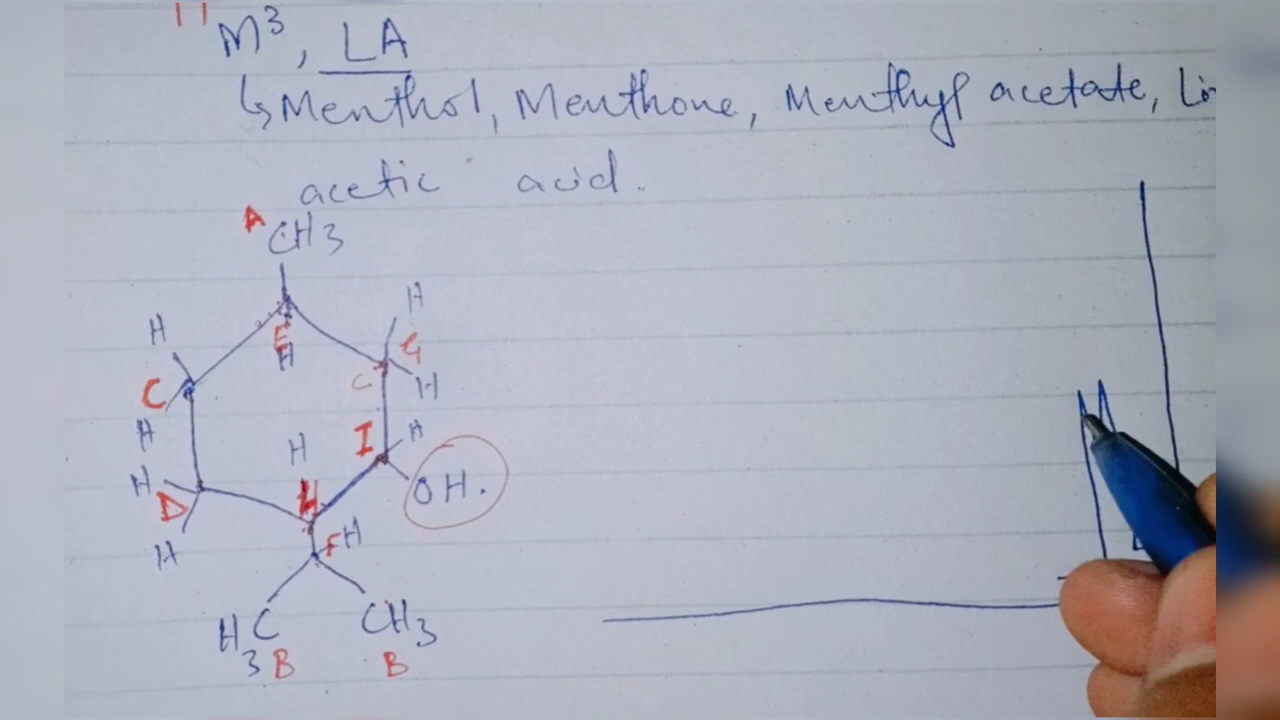 M³, LA
↳ Menthol, Menthone, Menthyl acetate,
acetic acid.
A
CH3
H
H
E
G
H
C
C
H
H
H
I
H
H
H
OH.
D
H
F
H
H3C
CH3
B
B